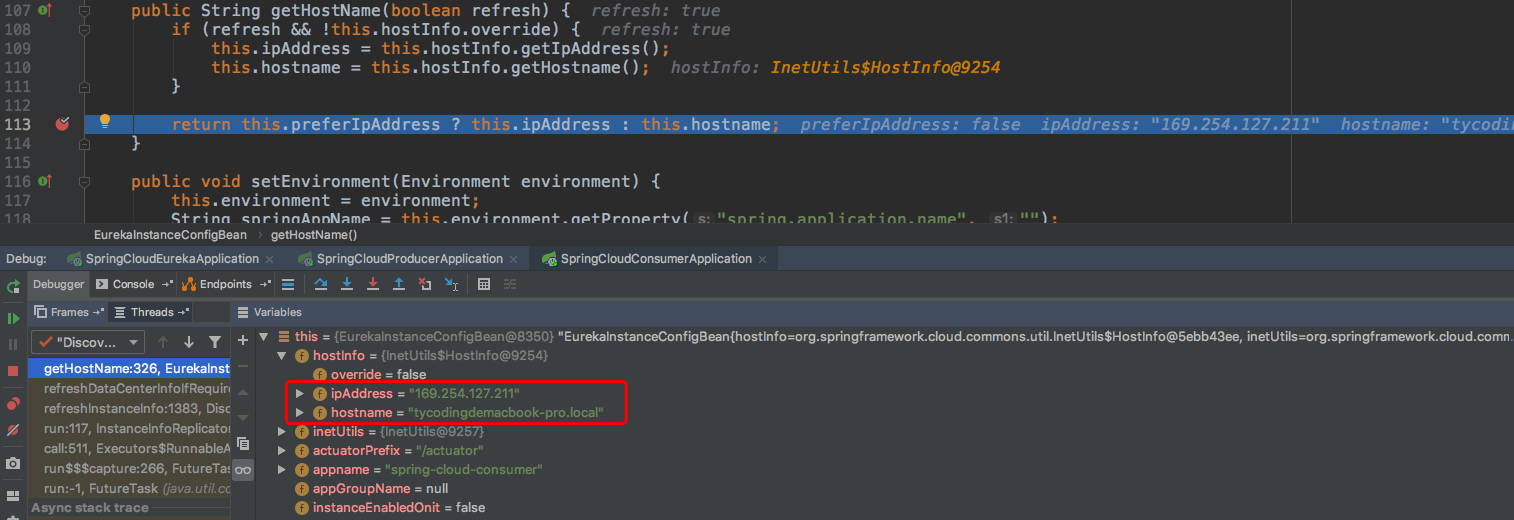 107 public String getHostName(boolean refresh) { refresh: true
108 if (refresh && !this.hostInfo.override) { refresh: true
109 this.ipAddress = this.hostInfo.getIpAddress();
110 this.hostname = this.hostInfo.getHostname(); hostInfo: InetUtils$HostInfo@9254
111 }
112
113 return this.preferIpAddress ? this.ipAddress : this.hostname; preferIpAddress: false ipAddress: "169.254.127.211" hostname: "tycoding
114 }
115
116 public void setEnvironment(Environment environment) {
117 this.environment = environment;
118 String springAppName = this.environment.getProperty( s: "spring.application.name", s1: "");
EurekaInstanceConfigBean › getHostName()
Debug: SpringCloudEurekaApplication × SpringCloudProducerApplication × SpringCloudConsumerApplication ×
Debugger Console Endpoints
Frames Threads Variables
"Discov...
this = {EurekaInstanceConfigBean@8350} "EurekaInstanceConfigBean{hostInfo=org.springframework.cloud.commons.util.InetUtils$HostInfo@5ebb43ee, inetUtils=org.springframework.cloud.comm
getHostName:326, EurekaInst
hostInfo = {InetUtils$HostInfo@9254}
refreshDataCenterInfoIfRequire
override = false
refreshInstanceInfo:1383, Disc
ipAddress = "169.254.127.211"
run:117, InstanceInfoReplicator
hostname = "tycodingdemacbook-pro.local"
call:511, Executors$RunnableA
inetUtils = {InetUtils@9257}
run$$$capture:266, FutureTas
actuatorPrefix = "/actuator"
run:-1, FutureTask (java.util.co
appname = "spring-cloud-consumer"
Async stack trace
appGroupName = null
instanceEnabledOnit = false